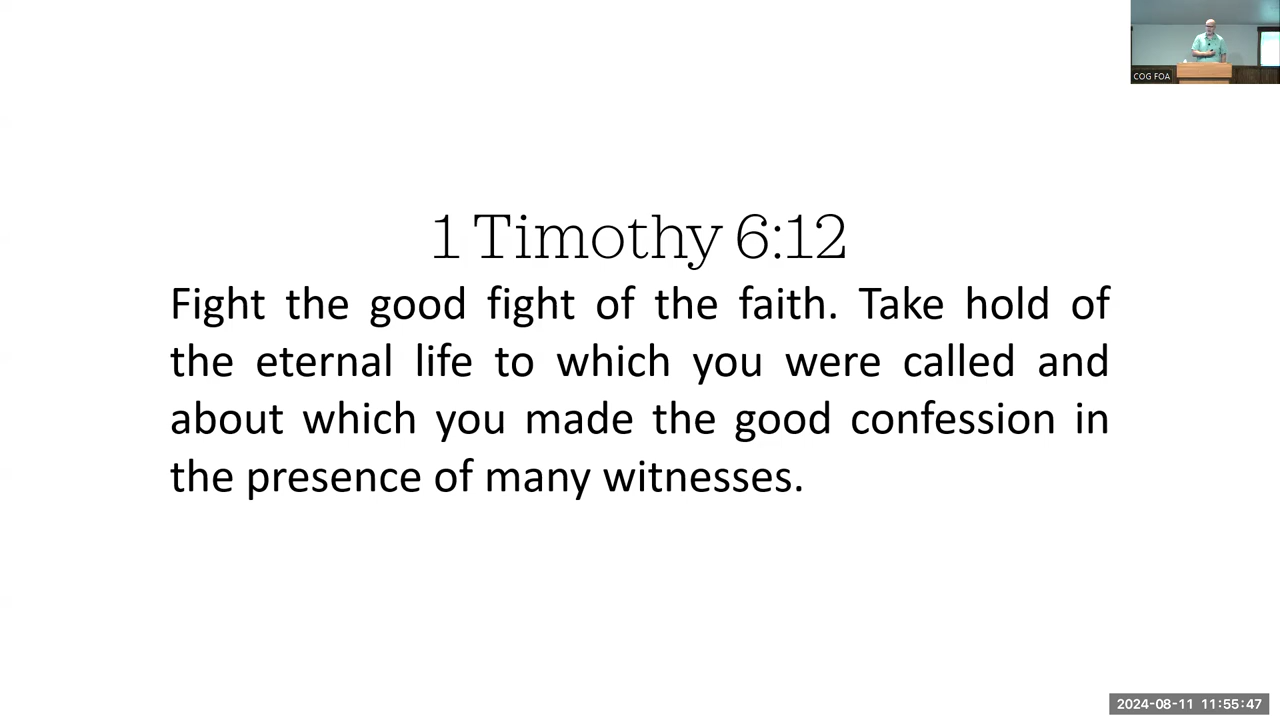 COG FOA
1 Timothy 6:12
Fight the good fight of the faith. Take hold of
the eternal life to which you were called and
about which you made the good confession in
the presence of many witnesses.
2024-08-11 11:55:47